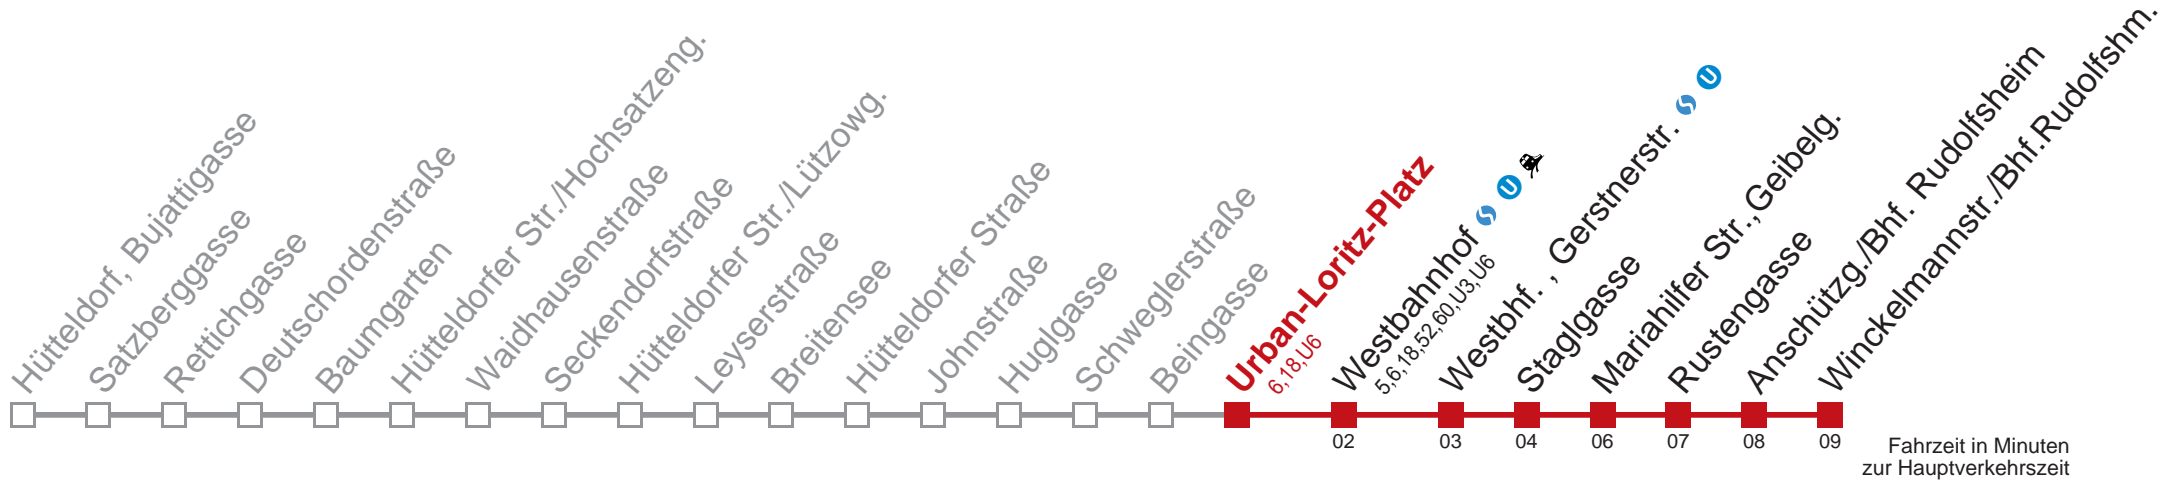 Hütteldorf, Bujattigasse
Satzberggasse
Rettichgasse
Deutschordenstraße
Baumgarten
Hütteldorfer Str./Hochsatzeng.
Waidhausenstraße
Seckendorfstraße
Hütteldorfer Str./Lützowg.
Leyserstraße
Breitensee
Hütteldorfer Straße
Johnstraße
Huglgasse
Schweglerstraße
Beingasse
Urban-Loritz-Platz
6,18,U6
Westbahnhof S U
5,6,18,52,60,U3,U6
Westbhf. , Gerstnerstr. S U
Staglgasse
Mariahilfer Str.,Geibelg.
Rustengasse
Anschützg./Bhf. Rudolfsheim
Winckelmannstr./Bhf.Rudolfshm.
02 03 04 06 07 08 09
Fahrzeit in Minuten
zur Hauptverkehrszeit